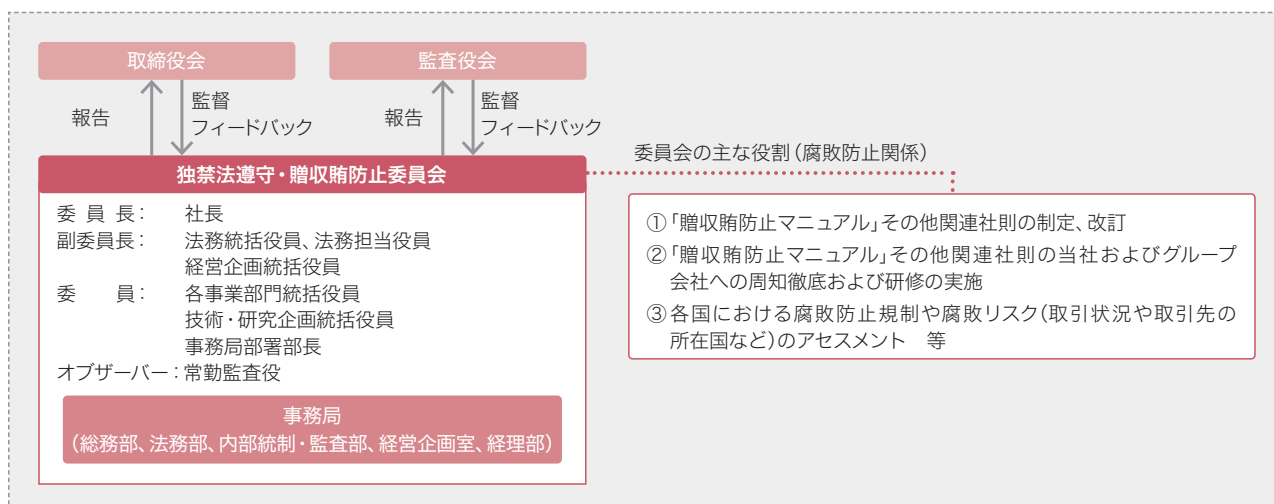 取締役会
監査役会
報告
監督
フィードバック
報告
監督
フィードバック
独禁法遵守・贈収賄防止委員会
委員長： 社長
副委員長： 法務統括役員、法務担当役員
経営企画統括役員
委　員： 各事業部門統括役員
技術・研究企画統括役員
事務局部署部長
オブザーバー：常勤監査役
事務局
（総務部、法務部、内部統制・監査部、経営企画室、経理部）
委員会の主な役割（腐敗防止関係）
①「贈収賄防止マニュアル」その他関連社則の制定、改訂
②「贈収賄防止マニュアル」その他関連社則の当社およびグループ
会社への周知徹底および研修の実施
③各国における腐敗防止規制や腐敗リスク（取引状況や取引先の
所在国など）のアセスメント　等